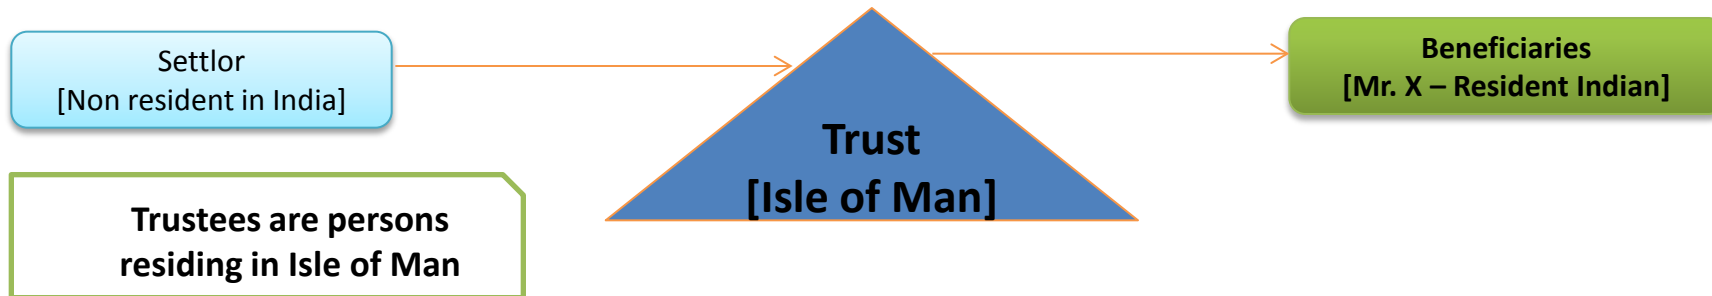 Settlor
[Non resident in India]
Trust
[Isle of Man]
Beneficiaries
[Mr. X – Resident Indian]
Trustees are persons
residing in Isle of Man